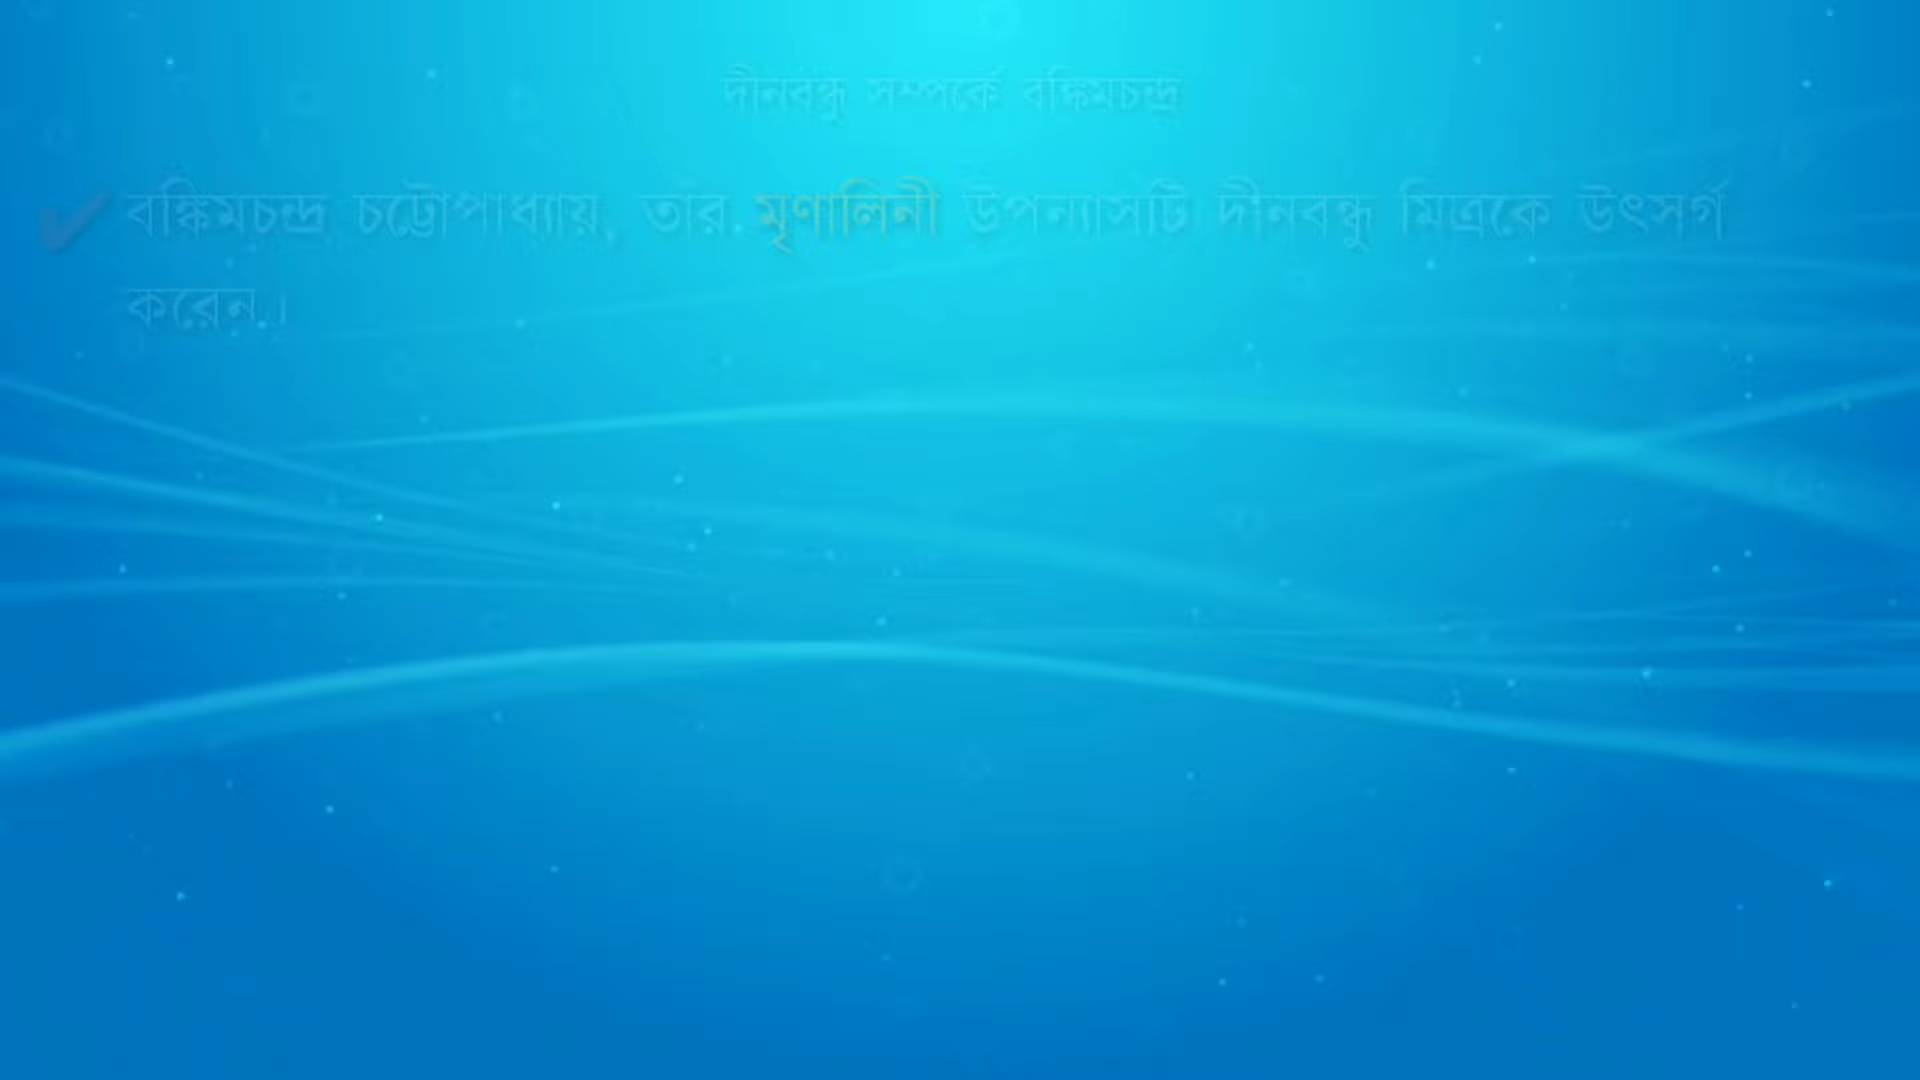 দীনবন্ধু সম্পর্কে বঙ্কিমচন্দ্র
বঙ্কিমচন্দ্র চট্টোপাধ্যায়, তার মৃণালিনী উপন্যাসটি দীনবন্ধু মিত্রকে উৎসর্গ
করেন।